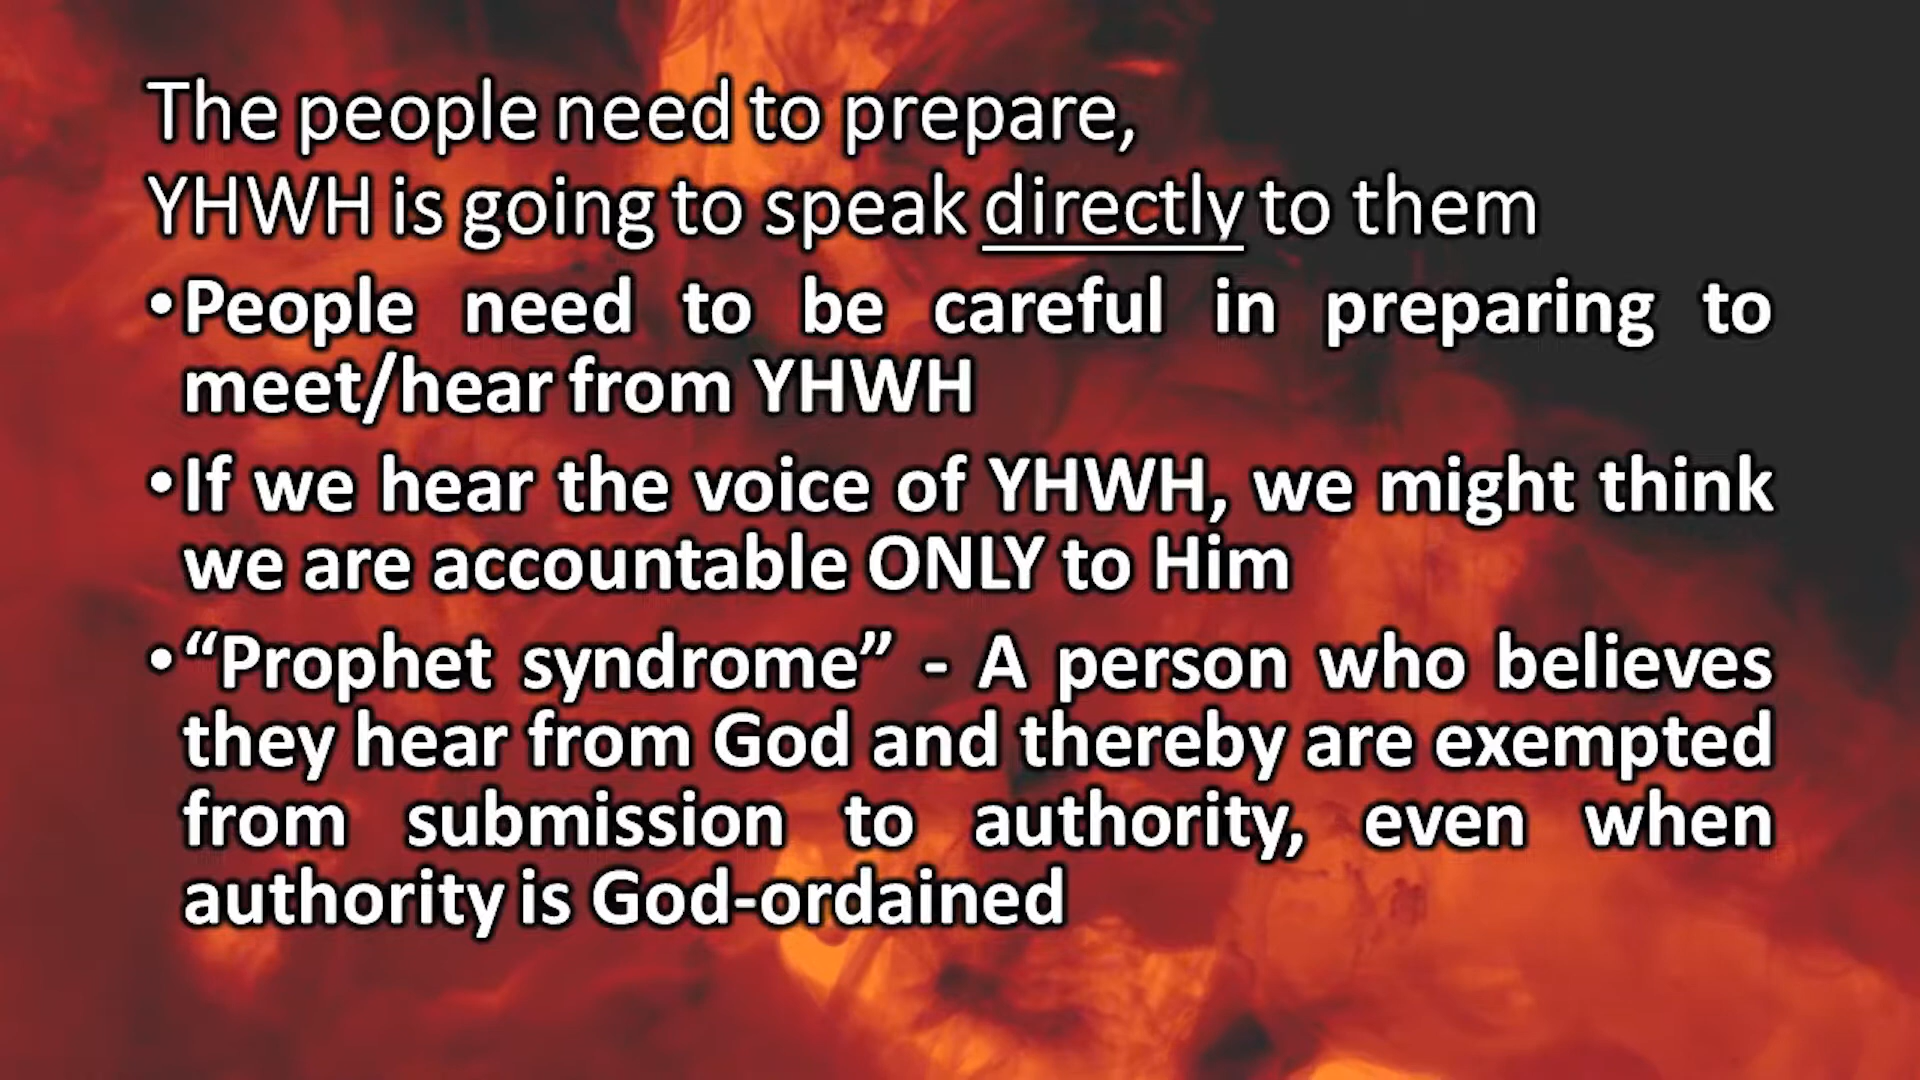 The people need to prepare,
YHWH is going to speak directly to them
•People need to be careful in preparing to
meet/hear from YHWH
•If we hear the voice of YHWH, we might think
we are accountable ONLY to Him
•“Prophet syndrome” - A person who believes
they hear from God and thereby are exempted
from submission to authority, even when
authority is God-ordained